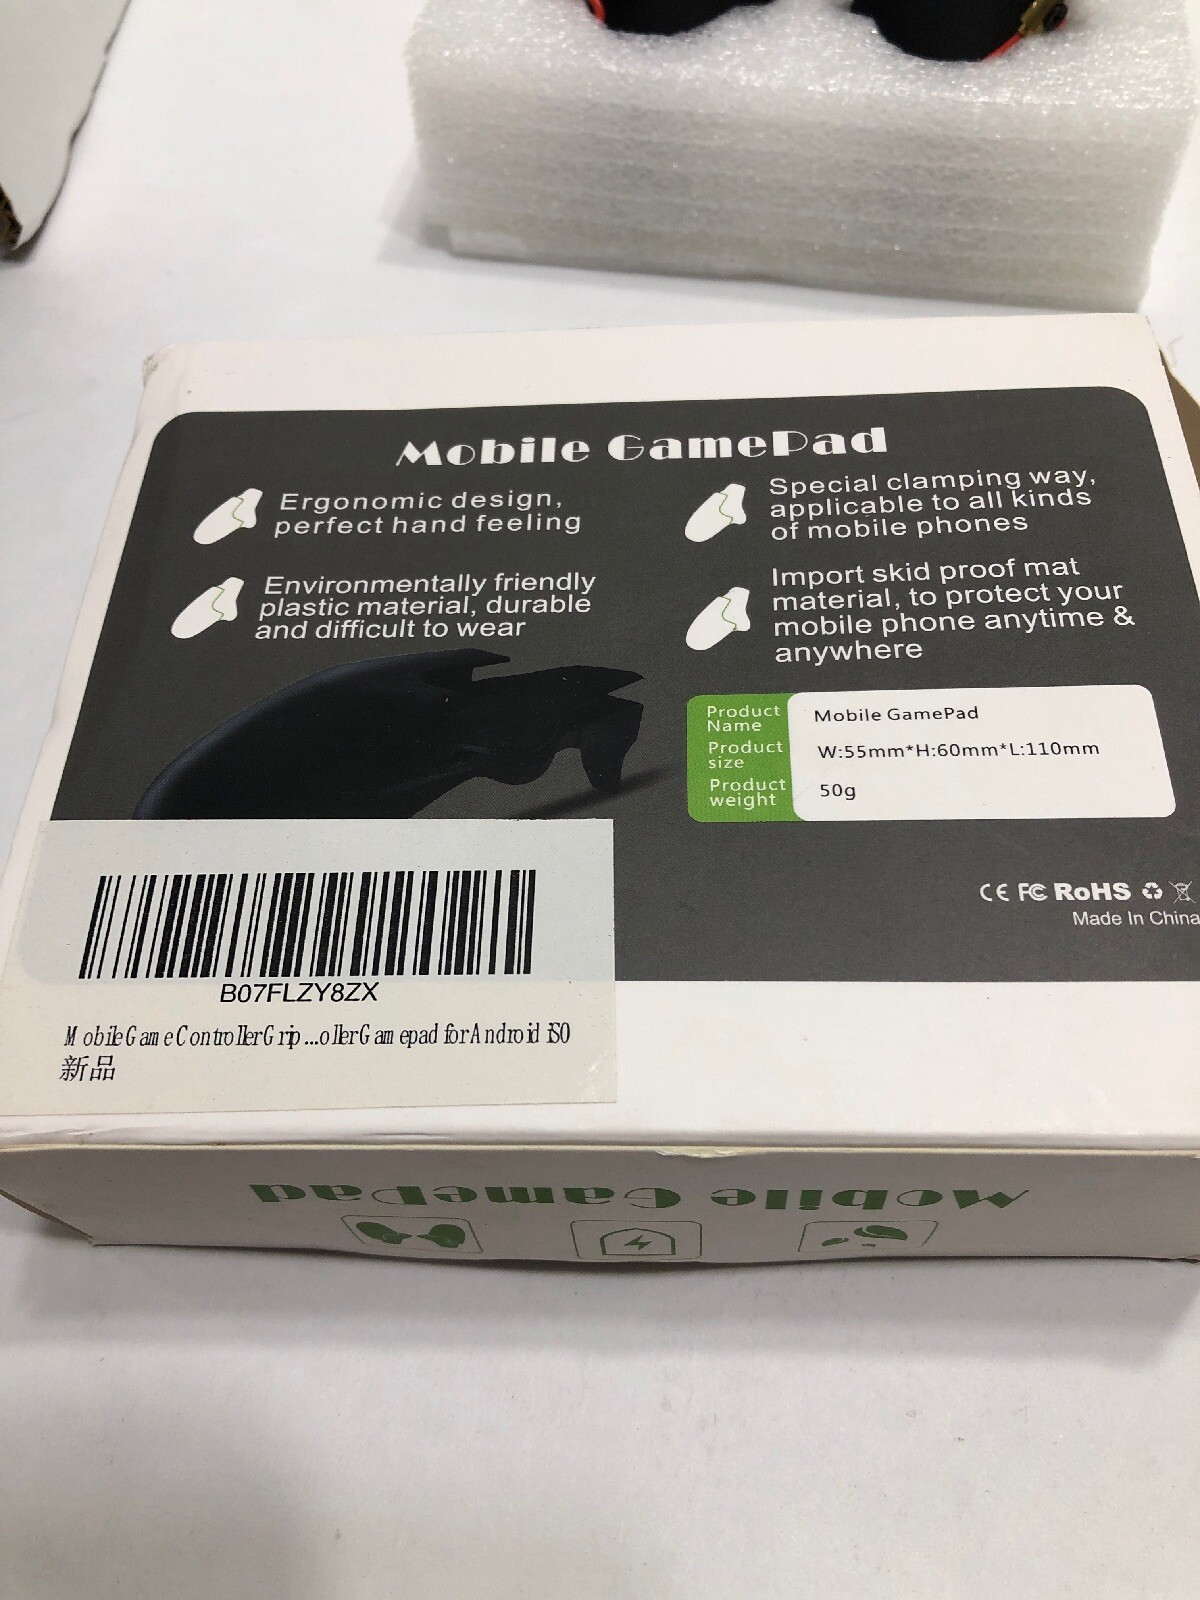 Mobile GamePad
Ergonomic design,
perfect hand feeling
Environmentally friendly
plastic material, durable
and difficult to wear
Special clamping way,
applicable to all kinds
of mobile phones
Import skid proof mat
material, to protect your
mobile phone anytime &
anywhere
Product Name Mobile GamePad
Product size W:55mm*H:60mm*L:110mm
Product weight 50g
CE FC RoHS
Made In China
B07FLZY8ZX
Mobile Game Controller Grip ...oller Gamepad for Android iSO
新品
Mobile GamePad